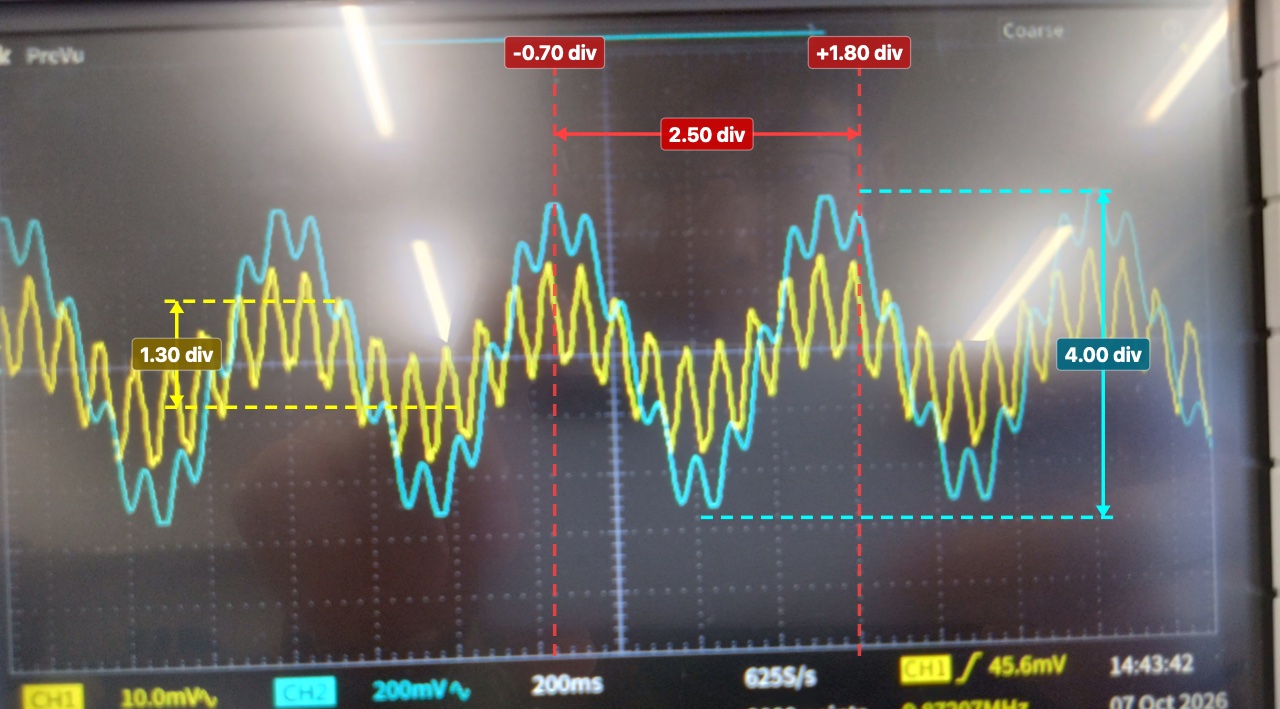 k PreVu
Coarse
-0.70 div
+1.80 div
2.50 div
1.30 div
4.00 div
CH1 10.0mV CH2 200mV 200ms 625S/s CH1 45.6mV 14:43:42
07 Oct 2026